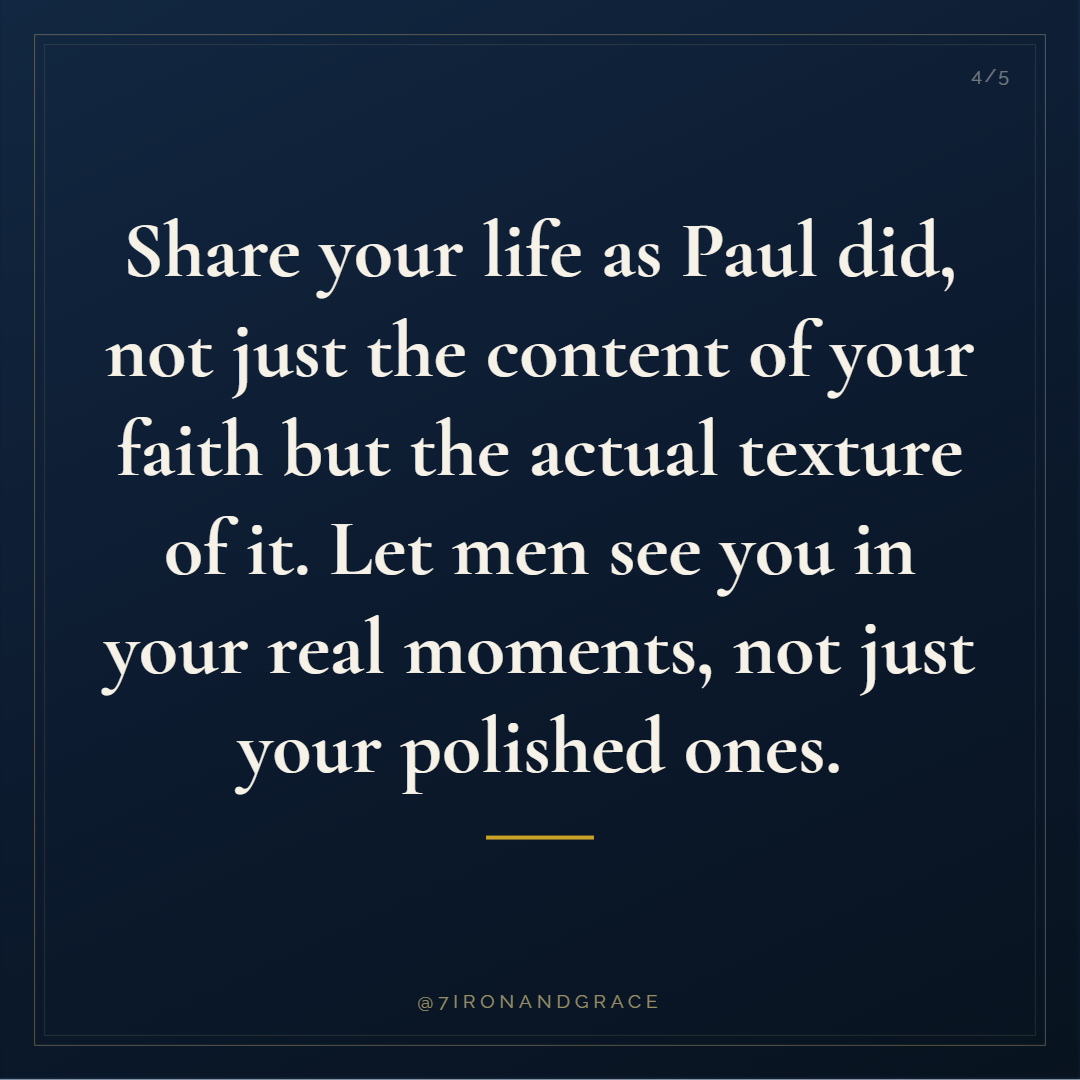 4/5
Share your life as Paul did,
not just the content of your
faith but the actual texture
of it. Let men see you in
your real moments, not just
your polished ones.
@7IRONANDGRACE